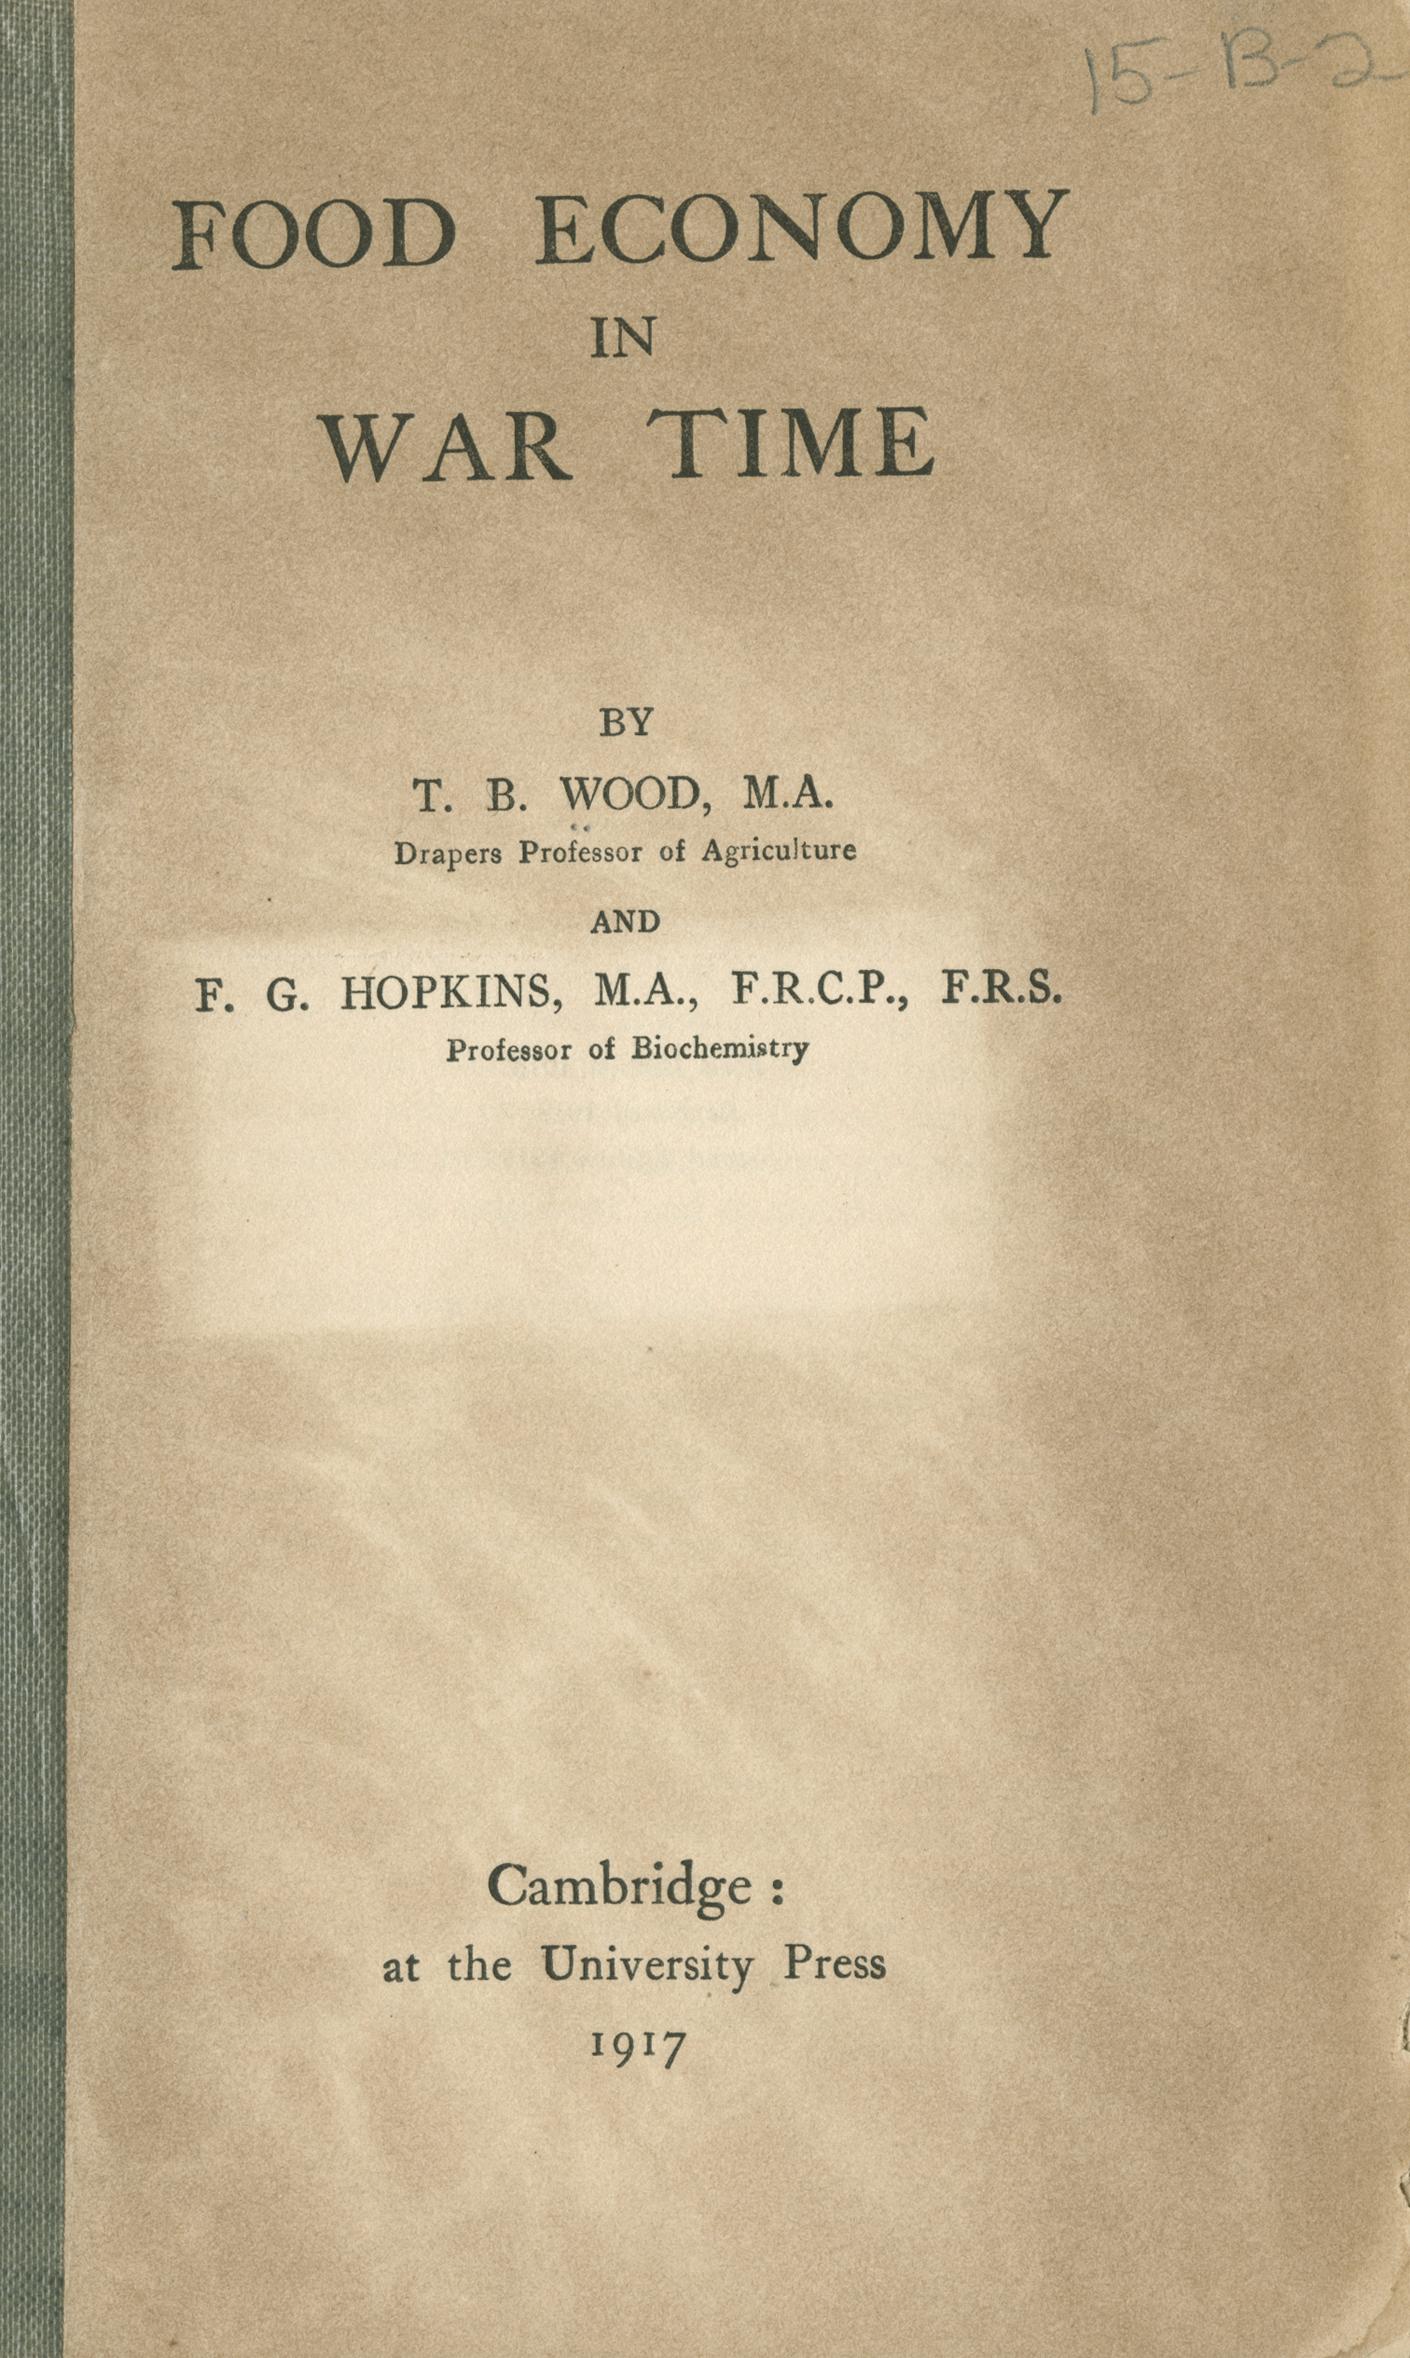 15-B-2
FOOD ECONOMY
IN
WAR TIME
BY
T. B. WOOD, M.A.
Drapers Professor of Agriculture
AND
F. G. HOPKINS, M.A., F.R.C.P., F.R.S.
Professor of Biochemistry
Cambridge :
at the University Press
1917